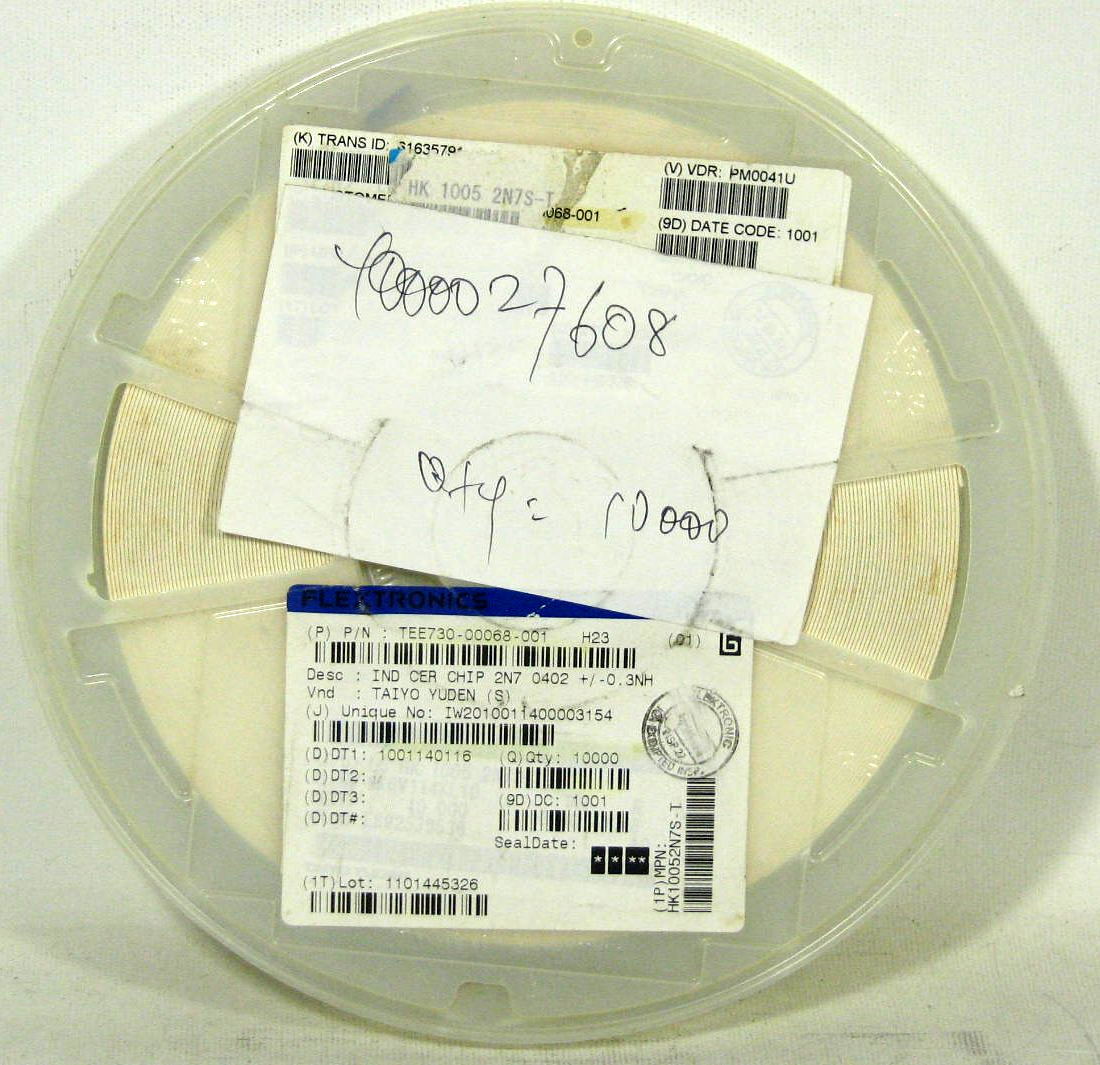 (K) TRANS ID: S163579
(V) VDR: PM0041U
HK 1005 2N7S-T
068-001
(9D) DATE CODE: 1001
Y000027608
Qty = 10000
FLEXTRONICS
(P) P/N : TEE730-00068-001 H23 (01) G
Desc : IND CER CHIP 2N7 0402 +/-0.3NH
Vnd : TAIYO YUDEN (S)
(J) Unique No: IW2010011400003154
(D)DT1: 1001140116 (Q)Qty: 10000
(D)DT2:
(D)DT3: (9D)DC: 1001
(D)DT#:
SealDate:
* * **
(1T)Lot: 1101445326
(1P)MPN:
HK10052N7S-T